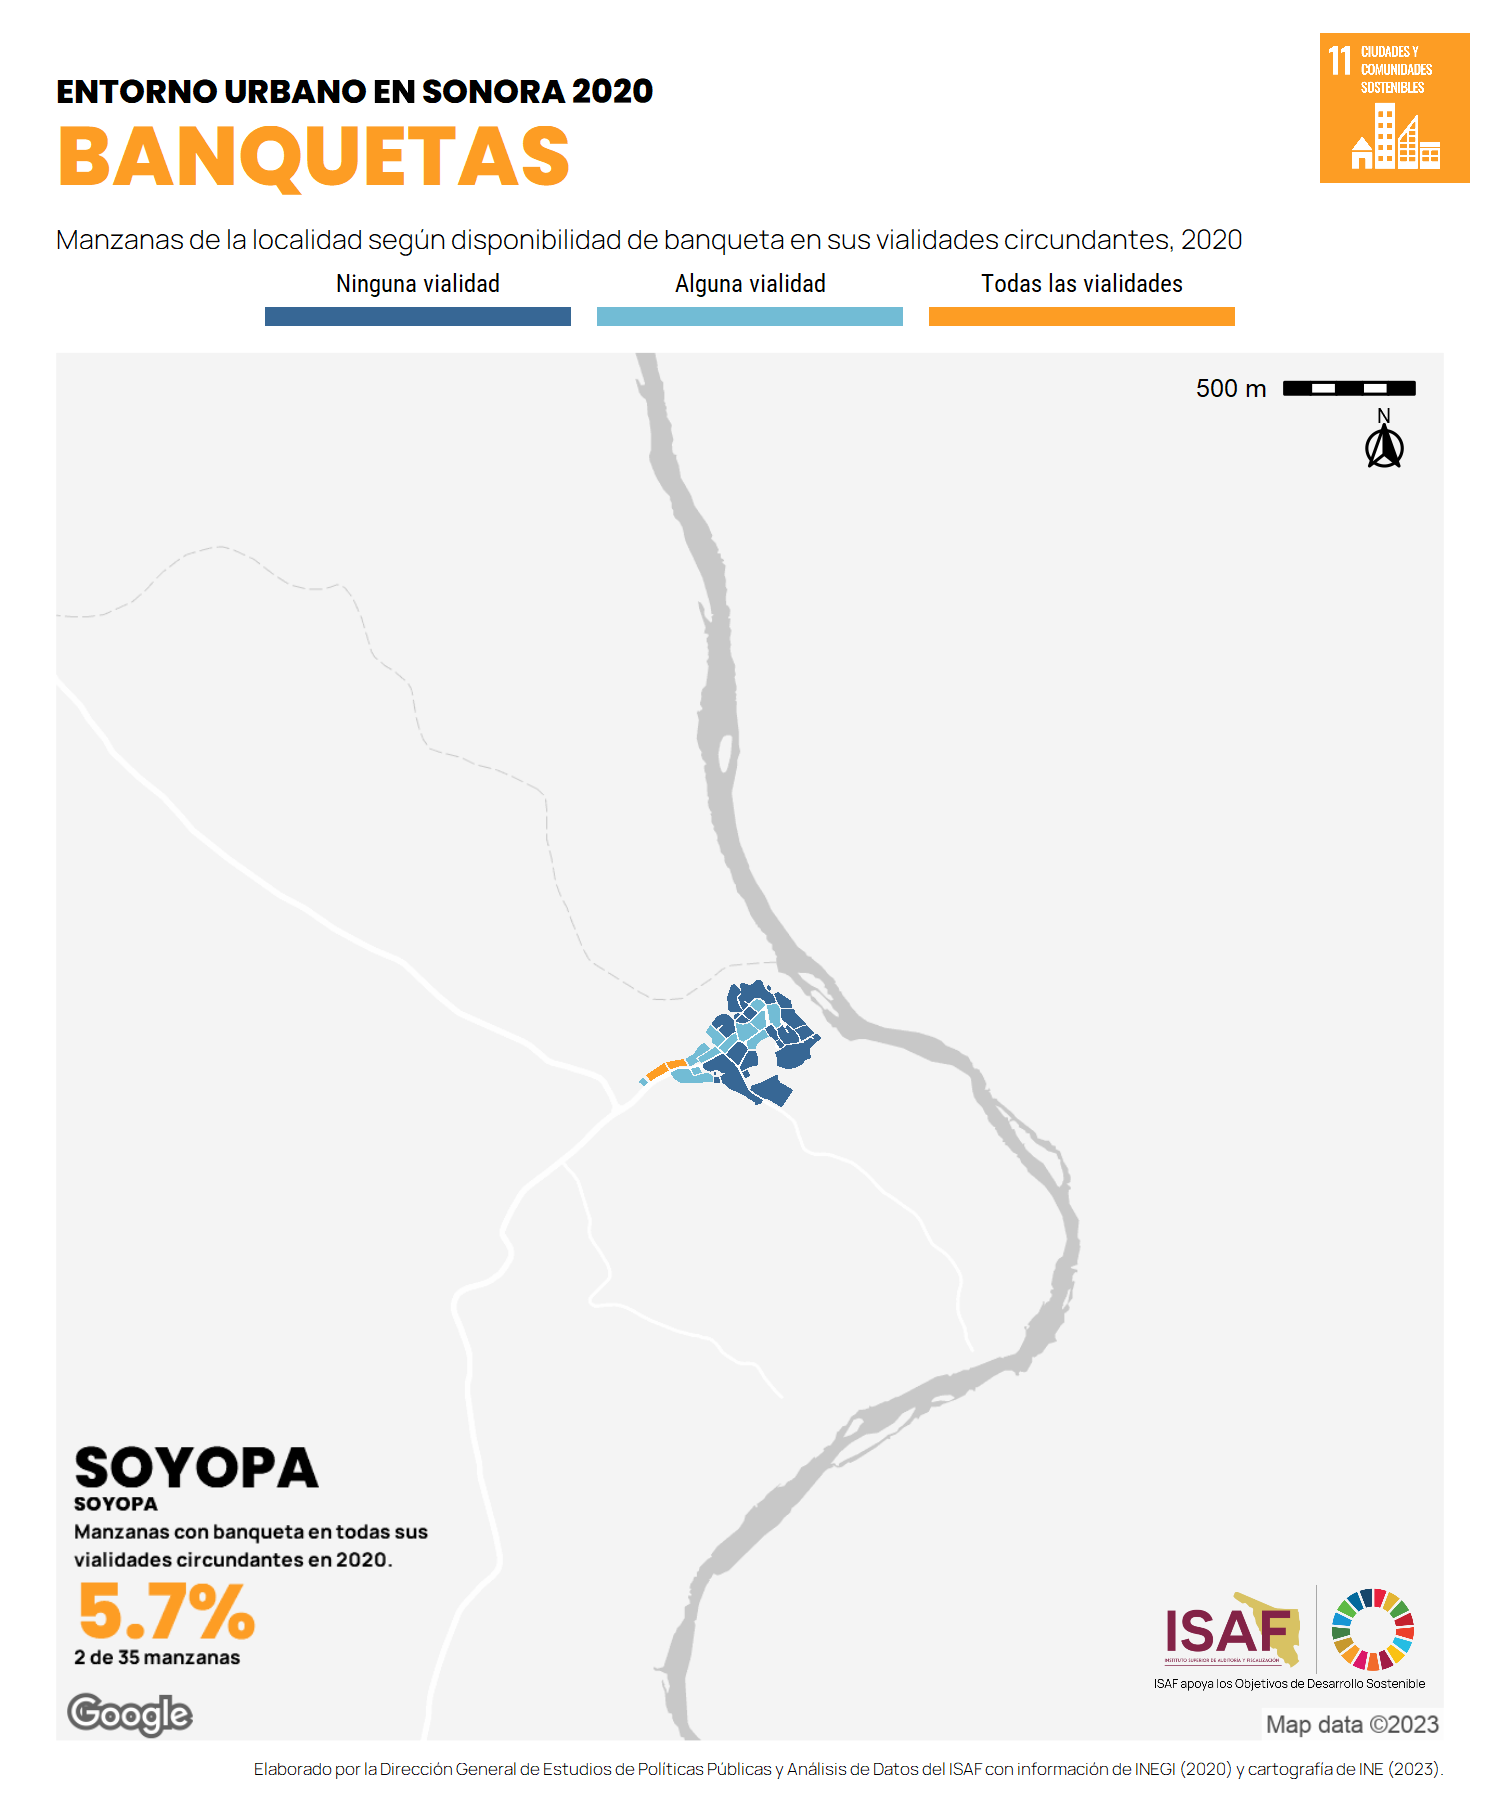 11 CIUDADES Y
COMUNIDADES
SOSTENIBLES
ENTORNO URBANO EN SONORA 2020
BANQUETAS
Manzanas de la localidad según disponibilidad de banqueta en sus vialidades circundantes, 2020
Ninguna vialidad Alguna vialidad Todas las vialidades
500 m
N
SOYOPA
SOYOPA
Manzanas con banqueta en todas sus
vialidades circundantes en 2020.
5.7%
2 de 35 manzanas
Google
ISAF
INSTITUTO SUPERIOR DE AUDITORÍA Y FISCALIZACIÓN
ISAF apoya los Objetivos de Desarrollo Sostenible
Map data ©2023
Elaborado por la Dirección General de Estudios de Políticas Públicas y Análisis de Datos del ISAF con información de INEGI (2020) y cartografía de INE (2023).